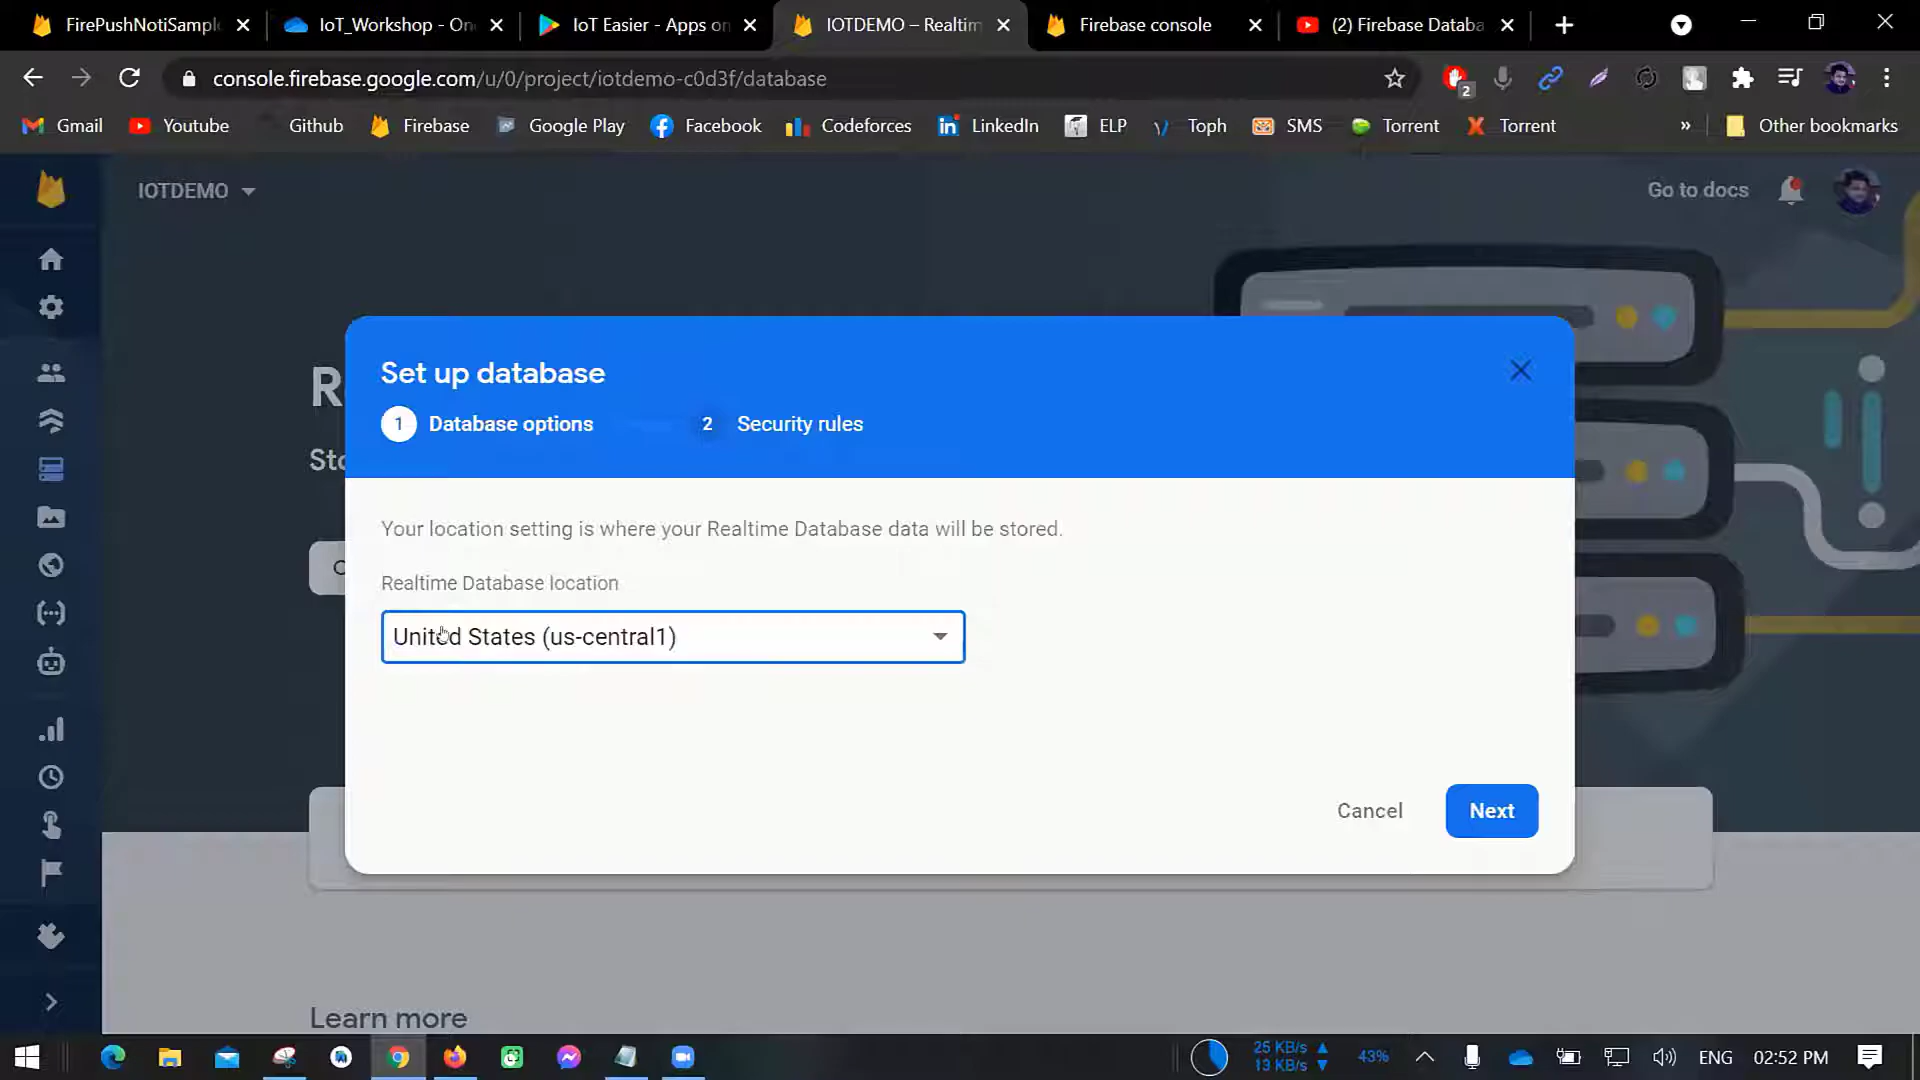 FirePushNotiSampl
IoT_Workshop - On
IoT Easier - Apps on
IOTDEMO – Realtim
Firebase console
(2) Firebase Databa
console.firebase.google.com/u/0/project/iotdemo-c0d3f/database
2
Gmail
Youtube
Github
Firebase
Google Play
Facebook
Codeforces
LinkedIn
ELP
Toph
SMS
Torrent
Torrent
»
Other bookmarks
IOTDEMO
Go to docs
R
Sto
Set up database
1 Database options
2 Security rules
Your location setting is where your Realtime Database data will be stored.
Realtime Database location
United States (us-central1)
Cancel
Next
Learn more
25 KB/s
13 KB/s
43%
ENG
02:52 PM